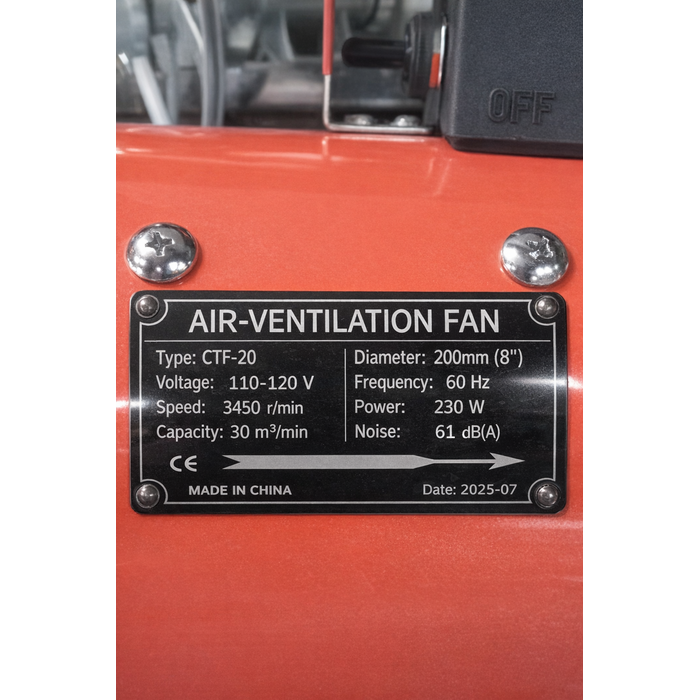 OFF
AIR-VENTILATION FAN
Type: CTF-20
Voltage: 110-120 V
Speed: 3450 r/min
Capacity: 30 m³/min
Diameter: 200mm (8")
Frequency: 60 Hz
Power: 230 W
Noise: 61 dB(A)
CE
MADE IN CHINA
Date: 2025-07